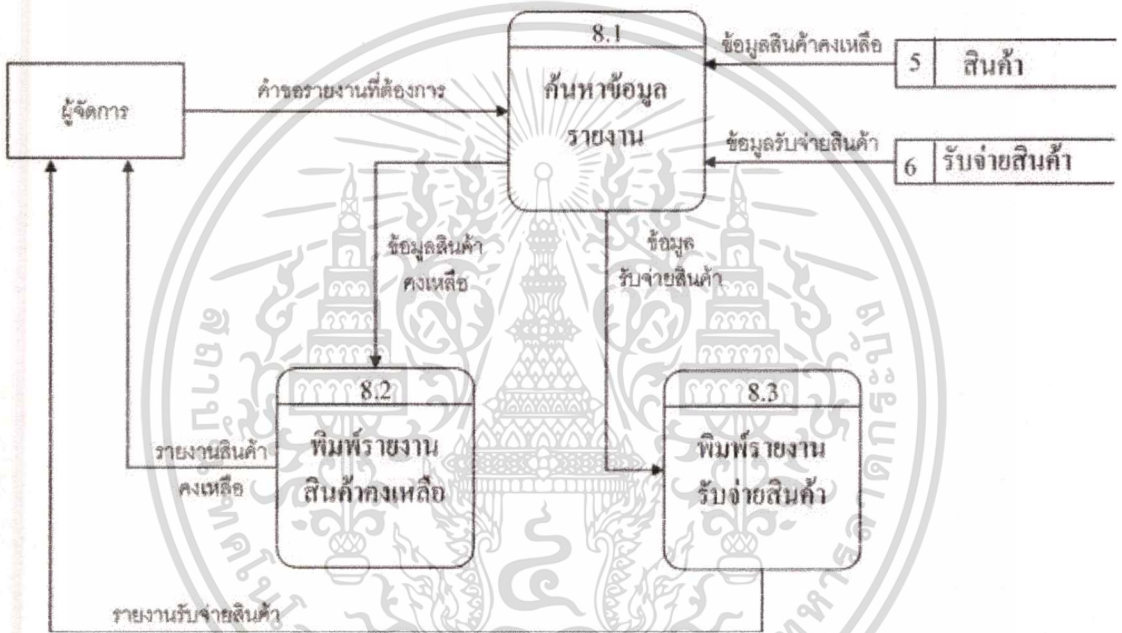 8.1
ข้อมูลสินค้าคงเหลือ
5 สินค้า
ผู้จัดการ
คำขอรายงานที่ต้องการ
ค้นหาข้อมูล
รายงาน
ข้อมูลรับจ่ายสินค้า
6 รับจ่ายสินค้า
ข้อมูลสินค้า
คงเหลือ
ข้อมูล
รับจ่ายสินค้า
8.2
8.3
รายงานสินค้า
คงเหลือ
พิมพ์รายงาน
สินค้าคงเหลือ
พิมพ์รายงาน
รับจ่ายสินค้า
รายงานรับจ่ายสินค้า